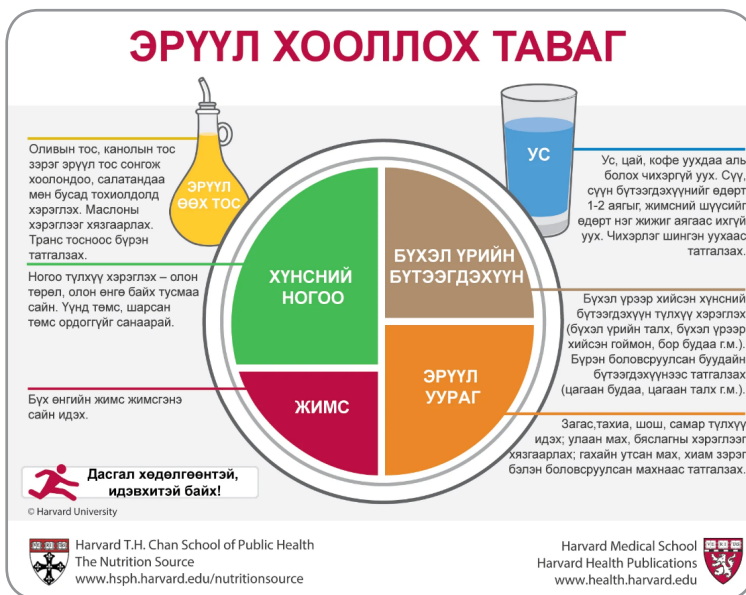 ЭРҮҮЛ ХООЛЛОХ ТАВАГ
Оливын тос, канолын тос
зэрэг эрүүл тос сонгож
хоолондоо, салатандаа
мөн бусад тохиолдолд
хэрэглэх. Маслоны
хэрэглээг хязгаарлах.
Транс тосноос бүрэн
татгалзах.
ЭРҮҮЛ
ӨӨХ ТОС
Ногоо түлхүү хэрэглэх – олон
төрөл, олон өнгө байх тусмаа
сайн. Үүнд төмс, шарсан
төмс ордоггүйг санаарай.
Бүх өнгийн жимс жимсгэнэ
сайн идэх.
ХҮНСНИЙ
НОГОО
ЖИМС
БҮХЭЛ ҮРИЙН
БҮТЭЭГДЭХҮҮН
ЭРҮҮЛ
УУРАГ
УС
Ус, цай, кофе уухдаа аль
болох чихэргүй уух. Сүү,
сүүн бүтээгдэхүүнийг өдөрт
1-2 аягыг, жимсний шүүсийг
өдөрт нэг жижиг аягаас ихгүй
уух. Чихэрлэг шингэн уухаас
татгалзах.
Бүхэл үрээр хийсэн хүнсний
бүтээгдэхүүн түлхүү хэрэглэх
(бүхэл үрийн талх, бүхэл үрээр
хийсэн гоймон, бор будаа г.м.).
Бүрэн боловсруулсан буудайн
бүтээгдэхүүнээс татгалзах
(цагаан будаа, цагаан талх г.м.).
Загас,тахиа, шош, самар түлхүү
идэх; улаан мах, бяслагны хэрэглээг
хязгаарлах; гахайн утсан мах, хиам зэрэг
бэлэн боловсруулсан махнаас татгалзах.
Дасгал хөдөлгөөнтэй,
идэвхитэй байх!
© Harvard University
Harvard T.H. Chan School of Public Health
The Nutrition Source
www.hsph.harvard.edu/nutritionsource
Harvard Medical School
Harvard Health Publications
www.health.harvard.edu